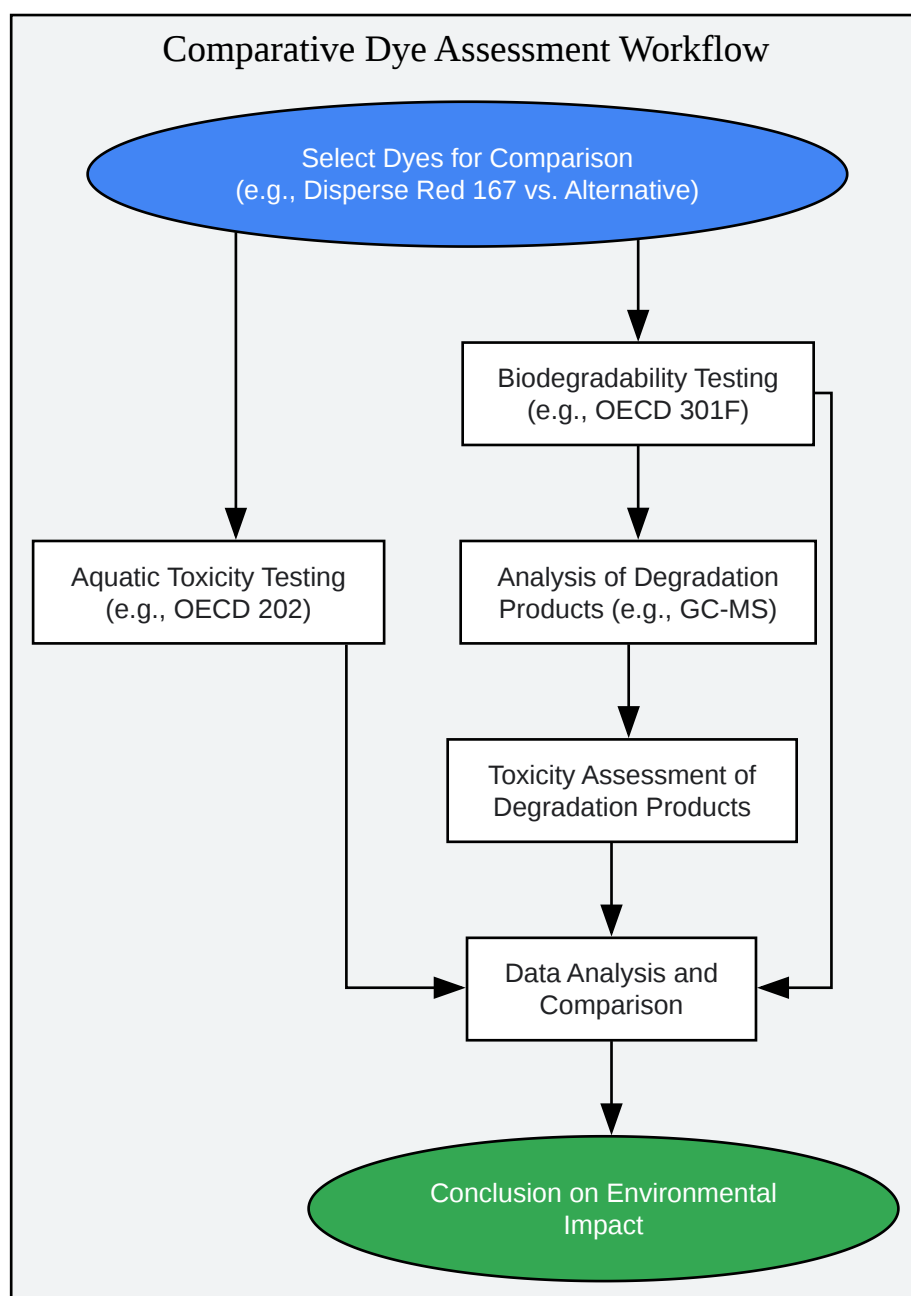 Comparative Dye Assessment Workflow
Select Dyes for Comparison
(e.g., Disperse Red 167 vs. Alternative)
Biodegradability Testing
(e.g., OECD 301F)
Aquatic Toxicity Testing
(e.g., OECD 202)
Analysis of Degradation
Products (e.g., GC-MS)
Toxicity Assessment of
Degradation Products
Data Analysis and
Comparison
Conclusion on Environmental
Impact